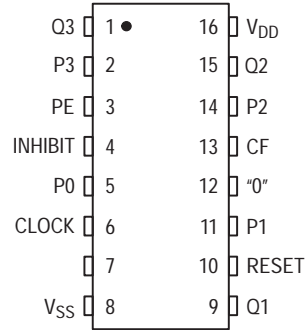 Q3 1 16 VDD
P3 2 15 Q2
PE 3 14 P2
INHIBIT 4 13 CF
P0 5 12 “0”
CLOCK 6 11 P1
7 10 RESET
VSS 8 9 Q1